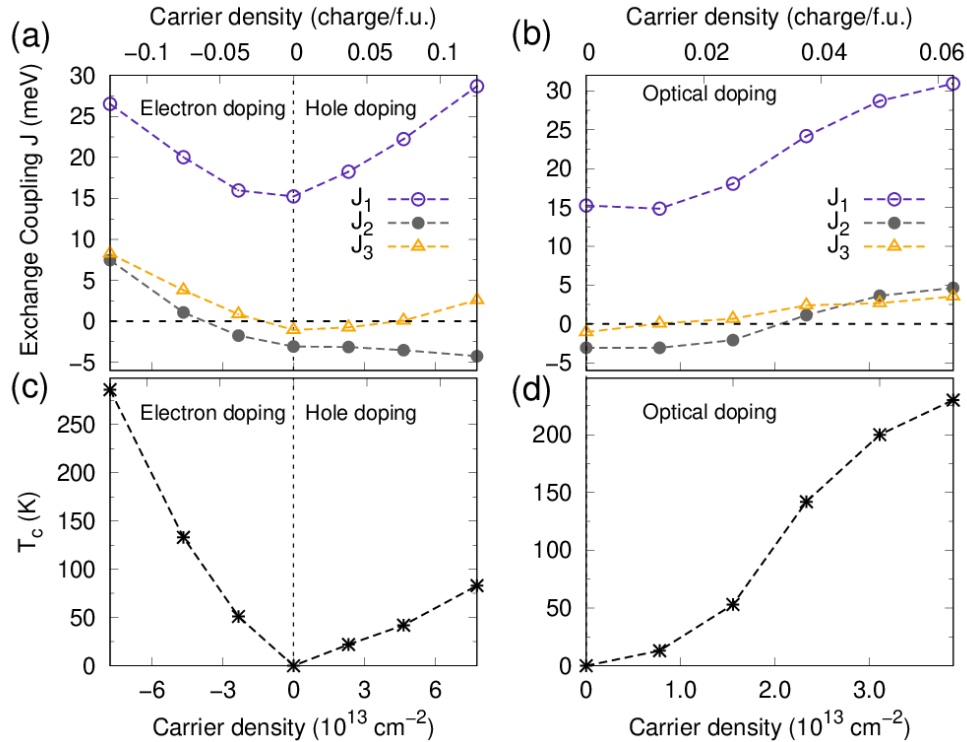 Carrier density (charge/f.u.)
(a)
−0.1 −0.05 0 0.05 0.1
Exchange Coupling J (meV)
30
25
20
15
10
5
0
−5
Electron doping
Hole doping
J1
J2
J3
Carrier density (charge/f.u.)
(b)
0 0.02 0.04 0.06
30
25
20
15
10
5
0
−5
Optical doping
J1
J2
J3
(c)
Tc (K)
250
200
150
100
50
0
Electron doping
Hole doping
−6 −3 0 3 6
Carrier density (10^13 cm^−2)
(d)
200
150
100
50
0
Optical doping
0 1.0 2.0 3.0
Carrier density (10^13 cm^−2)